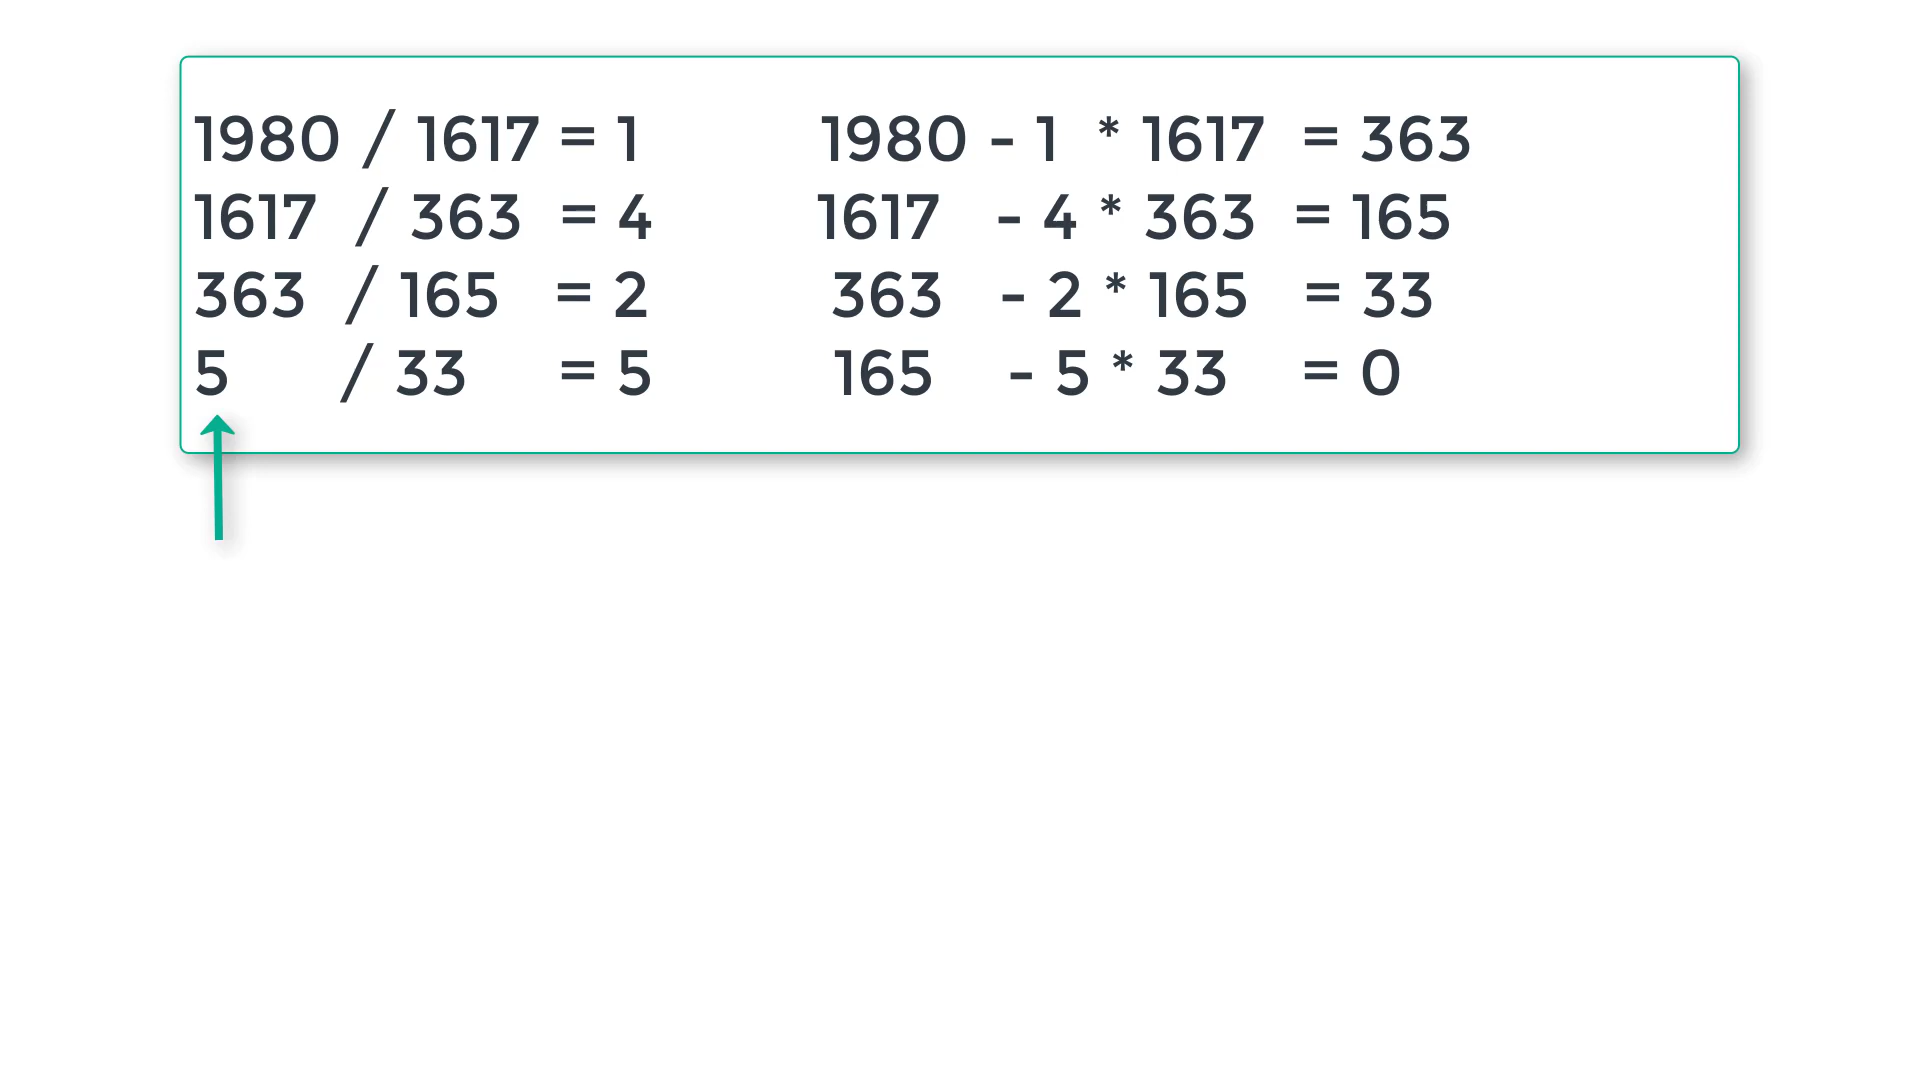 1980 / 1617 = 1 1980 - 1 * 1617 = 363
1617 / 363 = 4 1617 - 4 * 363 = 165
363 / 165 = 2 363 - 2 * 165 = 33
5 / 33 = 5 165 - 5 * 33 = 0